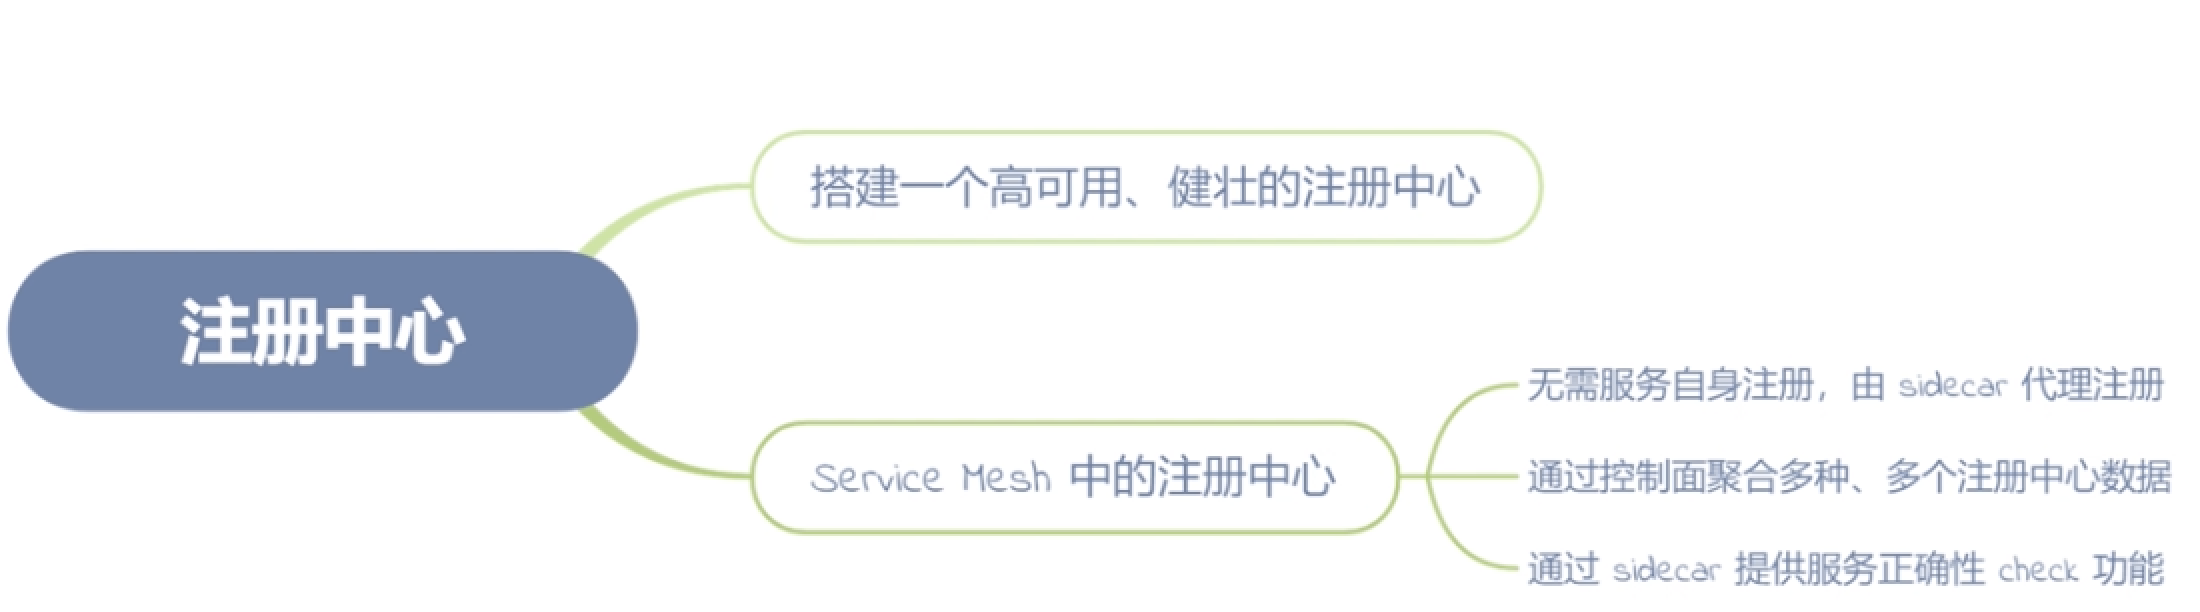 注册中心
搭建一个高可用、健壮的注册中心
Service Mesh 中的注册中心
无需服务自身注册，由 sidecar 代理注册
通过控制面聚合多种、多个注册中心数据
通过 sidecar 提供服务正确性 check 功能